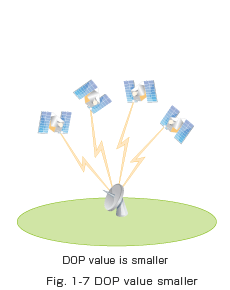 DOP value is smaller
Fig. 1-7 DOP value smaller